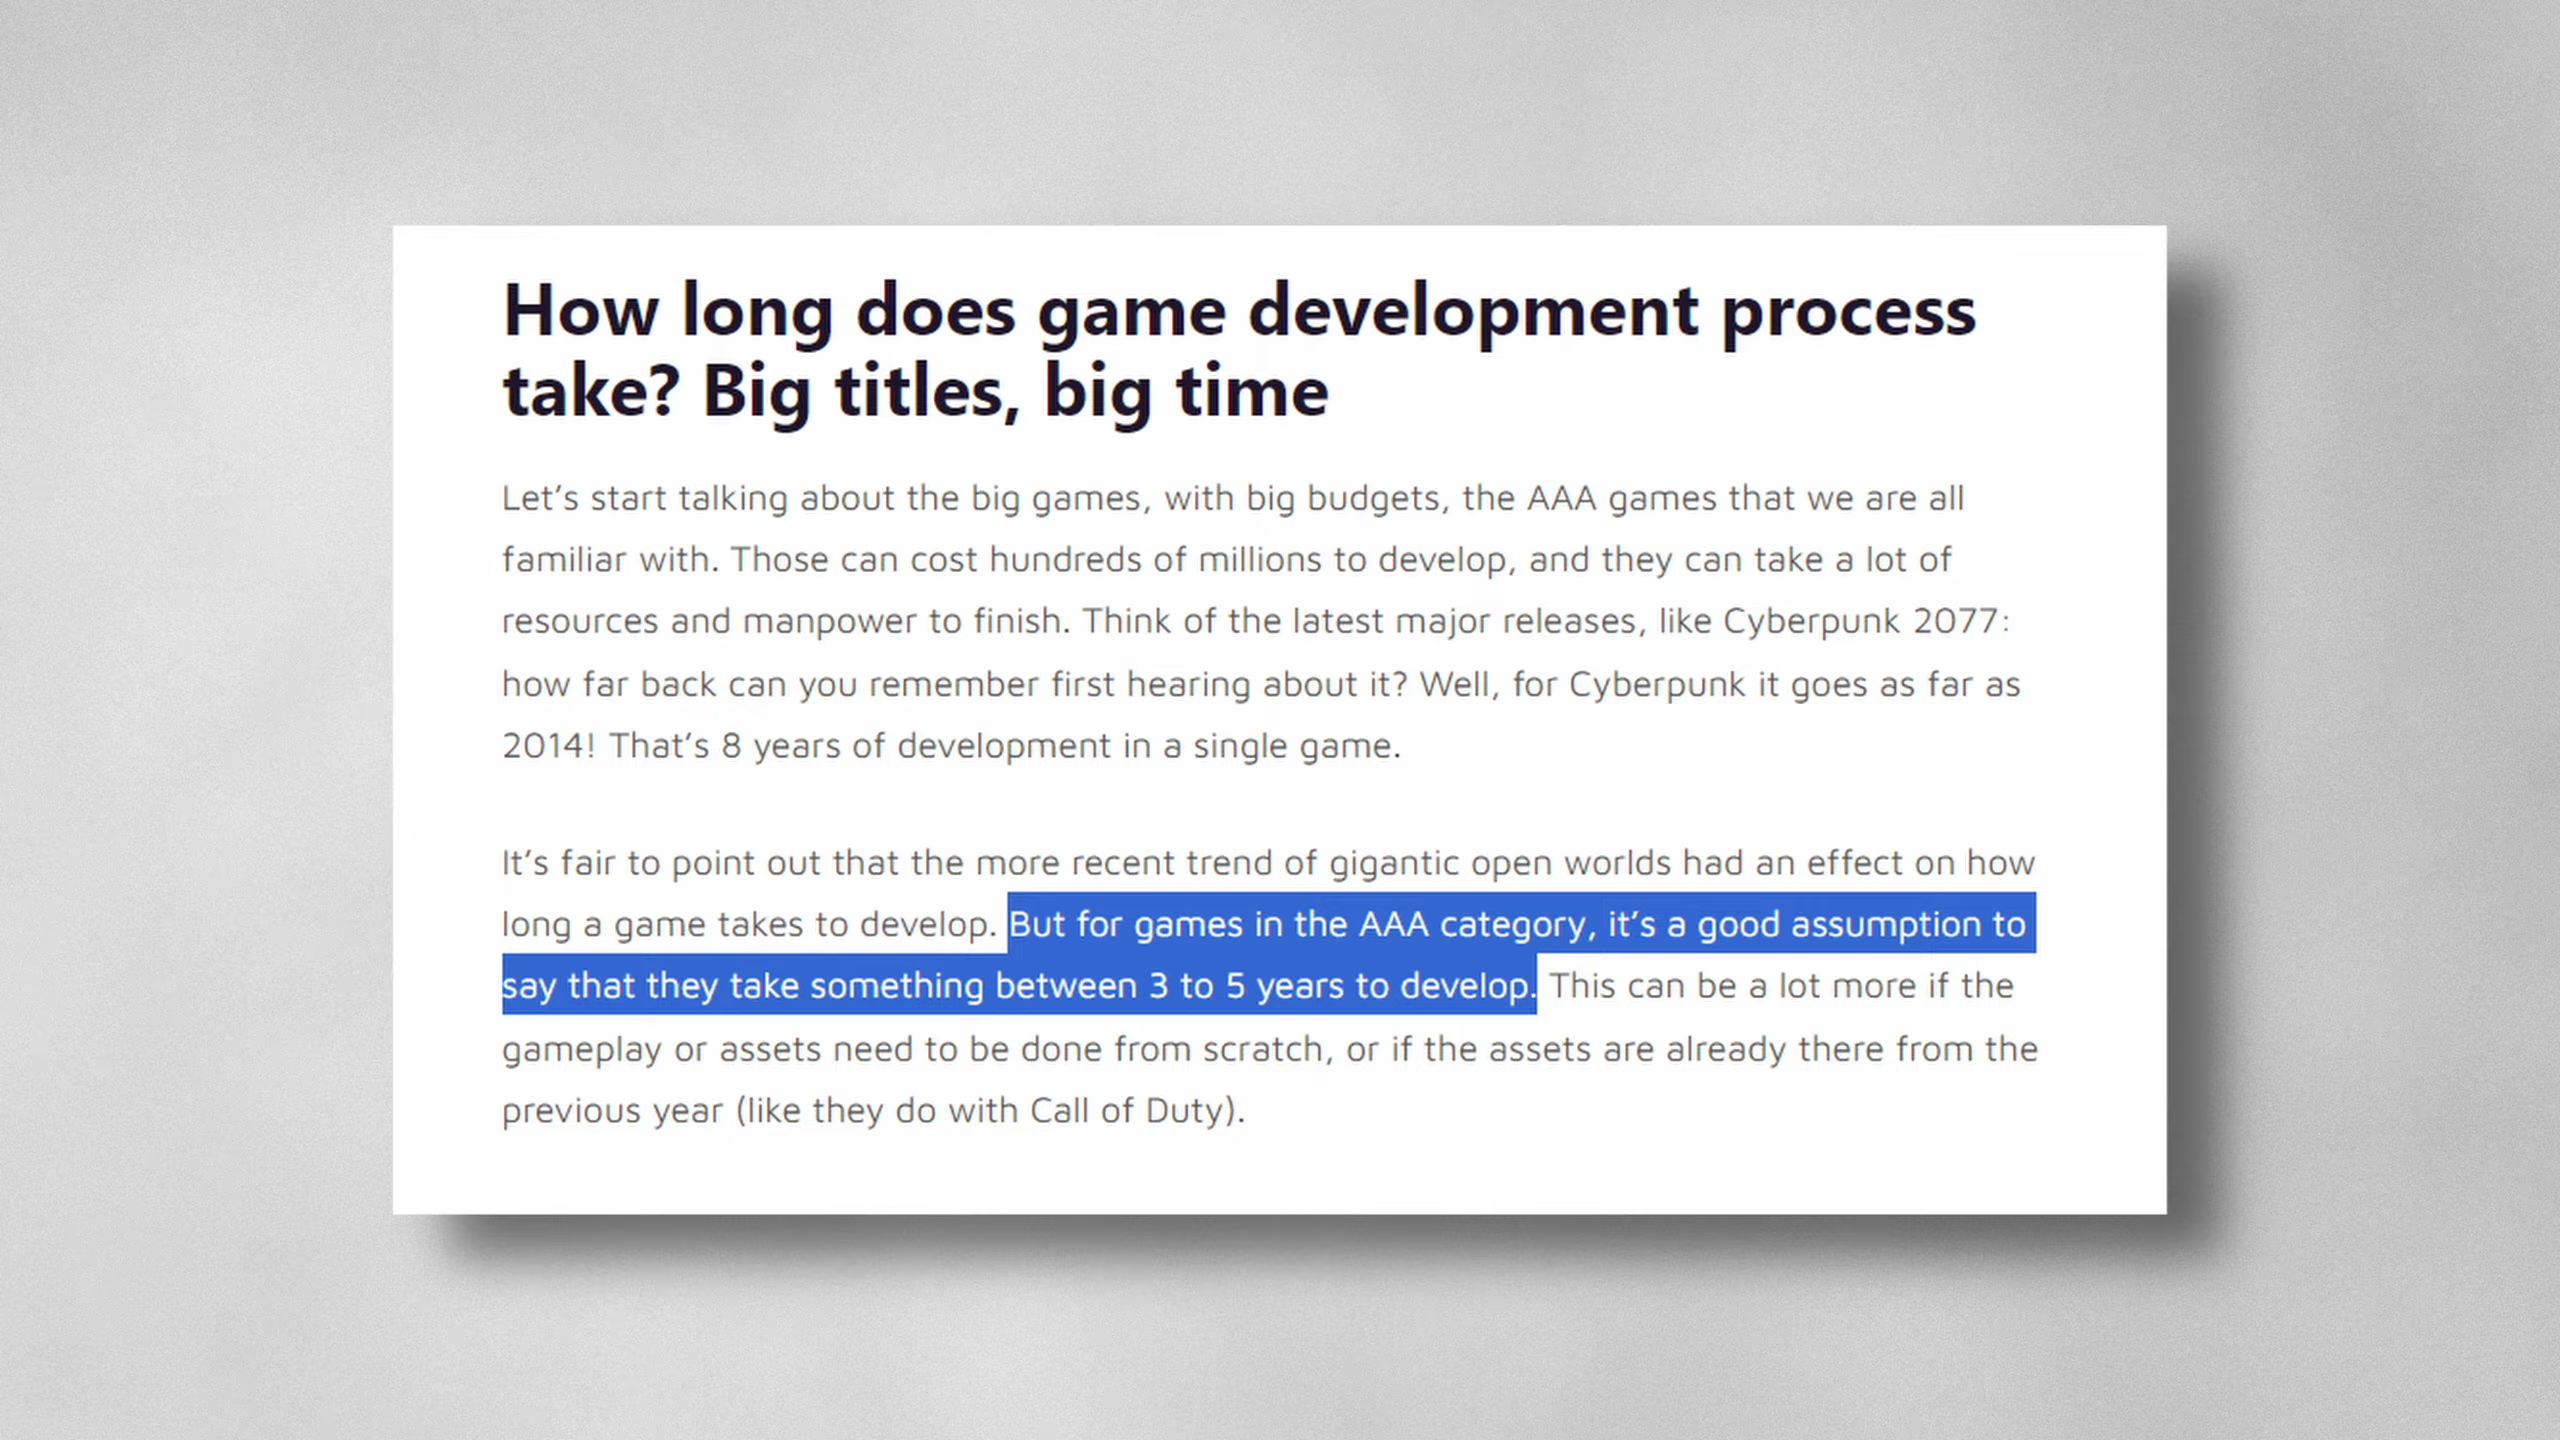 How long does game development process
take? Big titles, big time
Let’s start talking about the big games, with big budgets, the AAA games that we are all
familiar with. Those can cost hundreds of millions to develop, and they can take a lot of
resources and manpower to finish. Think of the latest major releases, like Cyberpunk 2077:
how far back can you remember first hearing about it? Well, for Cyberpunk it goes as far as
2014! That’s 8 years of development in a single game.
It’s fair to point out that the more recent trend of gigantic open worlds had an effect on how
long a game takes to develop. But for games in the AAA category, it’s a good assumption to
say that they take something between 3 to 5 years to develop. This can be a lot more if the
gameplay or assets need to be done from scratch, or if the assets are already there from the
previous year (like they do with Call of Duty).